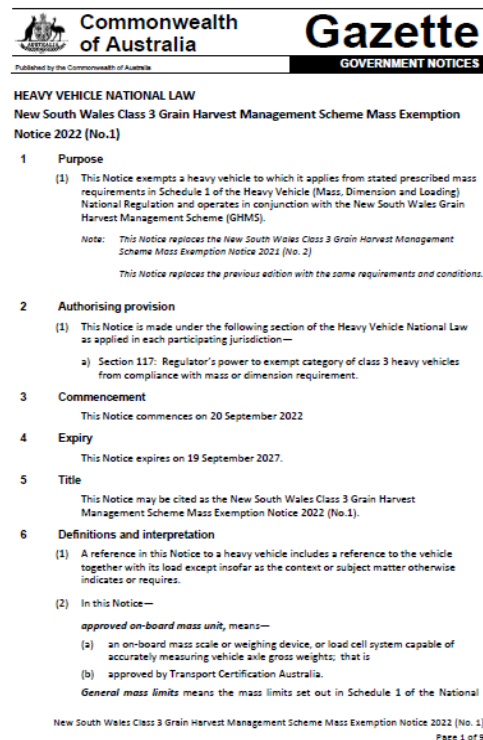 Commonwealth
of Australia
Gazette
Published by the Commonwealth of Australia
GOVERNMENT NOTICES
AUSTRALIA
HEAVY VEHICLE NATIONAL LAW
New South Wales Class 3 Grain Harvest Management Scheme Mass Exemption
Notice 2022 (No.1)
1 Purpose
(1) This Notice exempts a heavy vehicle to which it applies from stated prescribed mass
requirements in Schedule 1 of the Heavy Vehicle (Mass, Dimension and Loading)
National Regulation and operates in conjunction with the New South Wales Grain
Harvest Management Scheme (GHMS).
Note: This Notice replaces the New South Wales Class 3 Grain Harvest Management
Scheme Mass Exemption Notice 2021 (No. 2)
This Notice replaces the previous edition with the same requirements and conditions.
2 Authorising provision
(1) This Notice is made under the following section of the Heavy Vehicle National Law
as applied in each participating jurisdiction—
a) Section 117: Regulator's power to exempt category of class 3 heavy vehicles
from compliance with mass or dimension requirement.
3 Commencement
This Notice commences on 20 September 2022
4 Expiry
This Notice expires on 19 September 2027.
5 Title
This Notice may be cited as the New South Wales Class 3 Grain Harvest
Management Scheme Mass Exemption Notice 2022 (No.1).
6 Definitions and interpretation
(1) A reference in this Notice to a heavy vehicle includes a reference to the vehicle
together with its load except insofar as the context or subject matter otherwise
indicates or requires.
(2) In this Notice—
approved on-board mass unit, means—
(a) an on-board mass scale or weighing device, or load cell system capable of
accurately measuring vehicle axle gross weights; that is
(b) approved by Transport Certification Australia.
General mass limits means the mass limits set out in Schedule 1 of the National
New South Wales Class 3 Grain Harvest Management Scheme Mass Exemption Notice 2022 (No. 1)
Page 1 of 9